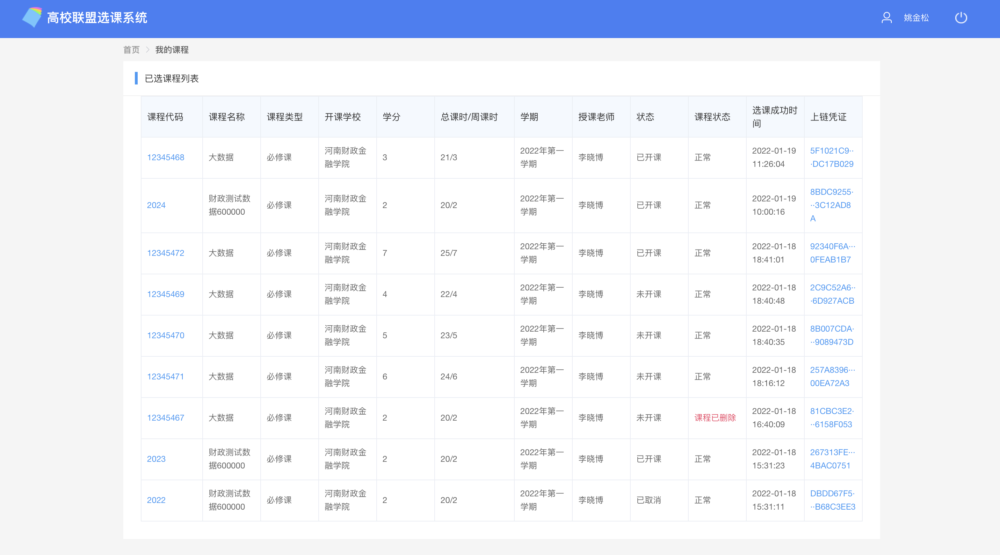 高校联盟选课系统
姚金松
首页 > 我的课程
已选课程列表
课程代码 课程名称 课程类型 开课学校 学分 总课时/周课时 学期 授课老师 状态 课程状态 选课成功时间 上链凭证
12345468 大数据 必修课 河南财政金融学院 3 21/3 2022年第一学期 李晓博 已开课 正常 2022-01-19 11:26:04 5F1021C9···DC17B029
2024 财政测试数据600000 必修课 河南财政金融学院 2 20/2 2022年第一学期 李晓博 已开课 正常 2022-01-19 10:00:16 8BDC9255···3C12AD8A
12345472 大数据 必修课 河南财政金融学院 7 25/7 2022年第一学期 李晓博 已开课 正常 2022-01-18 18:41:01 92340F6A···0FEAB1B7
12345469 大数据 必修课 河南财政金融学院 4 22/4 2022年第一学期 李晓博 未开课 正常 2022-01-18 18:40:48 2C9C52A6···6D927ACB
12345470 大数据 必修课 河南财政金融学院 5 23/5 2022年第一学期 李晓博 未开课 正常 2022-01-18 18:40:35 8B007CDA···9089473D
12345471 大数据 必修课 河南财政金融学院 6 24/6 2022年第一学期 李晓博 未开课 正常 2022-01-18 18:16:12 257A8396···00EA72A3
12345467 大数据 必修课 河南财政金融学院 2 20/2 2022年第一学期 李晓博 未开课 课程已删除 2022-01-18 16:40:09 81CBC3E2···6158F053
2023 财政测试数据600000 必修课 河南财政金融学院 2 20/2 2022年第一学期 李晓博 已开课 正常 2022-01-18 15:31:23 267313FE···4BAC0751
2022 财政测试数据600000 必修课 河南财政金融学院 2 20/2 2022年第一学期 李晓博 已取消 正常 2022-01-18 15:31:11 DBDD67F5···B68C3EE3